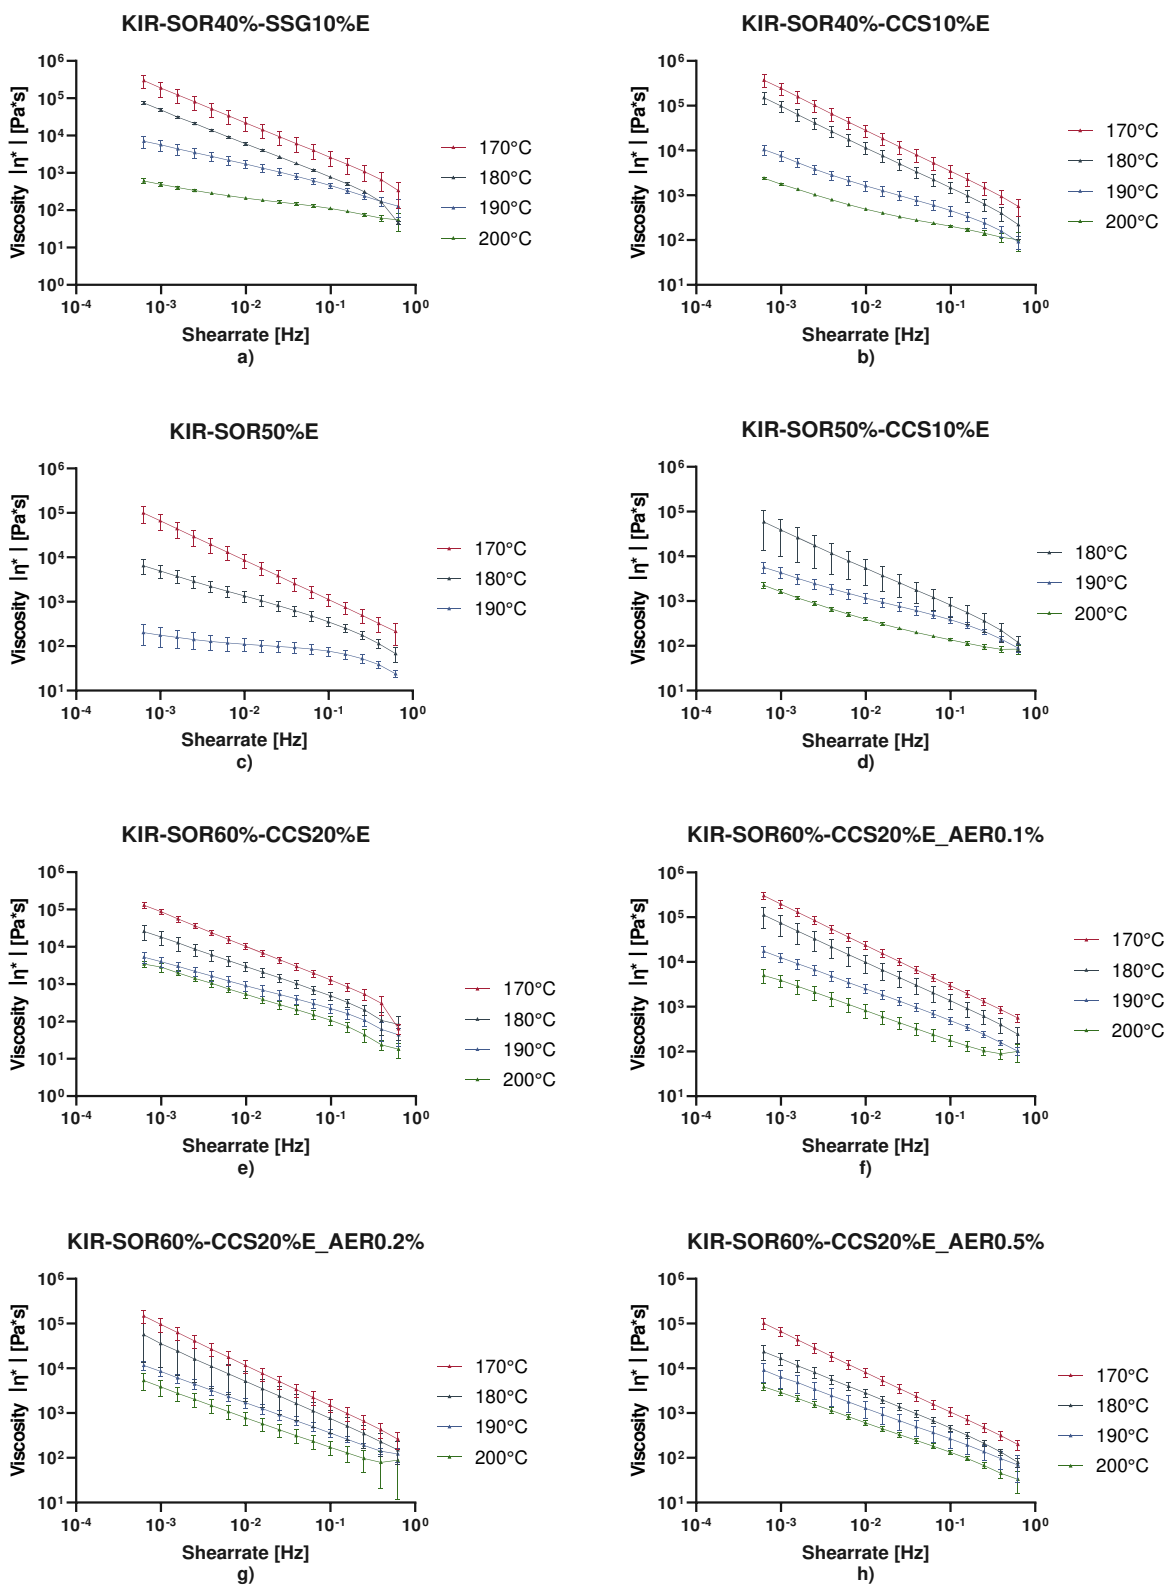 KIR-SOR40%-SSG10%E
Viscosity |η*| [Pa*s]
10⁶
10⁵
10⁴
10³
10²
10¹
10⁰
10⁻⁴ 10⁻³ 10⁻² 10⁻¹ 10⁰
Shearrate [Hz]
a)
170°C
180°C
190°C
200°C
KIR-SOR40%-CCS10%E
Viscosity |η*| [Pa*s]
10⁶
10⁵
10⁴
10³
10²
10¹
10⁻⁴ 10⁻³ 10⁻² 10⁻¹ 10⁰
Shearrate [Hz]
b)
170°C
180°C
190°C
200°C
KIR-SOR50%E
Viscosity |η*| [Pa*s]
10⁶
10⁵
10⁴
10³
10²
10¹
10⁻⁴ 10⁻³ 10⁻² 10⁻¹ 10⁰
Shearrate [Hz]
c)
170°C
180°C
190°C
KIR-SOR50%-CCS10%E
Viscosity |η*| [Pa*s]
10⁶
10⁵
10⁴
10³
10²
10¹
10⁻⁴ 10⁻³ 10⁻² 10⁻¹ 10⁰
Shearrate [Hz]
d)
180°C
190°C
200°C
KIR-SOR60%-CCS20%E
Viscosity |η*| [Pa*s]
10⁶
10⁵
10⁴
10³
10²
10¹
10⁰
10⁻⁴ 10⁻³ 10⁻² 10⁻¹ 10⁰
Shearrate [Hz]
e)
170°C
180°C
190°C
200°C
KIR-SOR60%-CCS20%E_AER0.1%
Viscosity |η*| [Pa*s]
10⁶
10⁵
10⁴
10³
10²
10¹
10⁻⁴ 10⁻³ 10⁻² 10⁻¹ 10⁰
Shearrate [Hz]
f)
170°C
180°C
190°C
200°C
KIR-SOR60%-CCS20%E_AER0.2%
Viscosity |η*| [Pa*s]
10⁶
10⁵
10⁴
10³
10²
10¹
10⁻⁴ 10⁻³ 10⁻² 10⁻¹ 10⁰
Shearrate [Hz]
g)
170°C
180°C
190°C
200°C
KIR-SOR60%-CCS20%E_AER0.5%
Viscosity |η*| [Pa*s]
10⁶
10⁵
10⁴
10³
10²
10¹
10⁻⁴ 10⁻³ 10⁻² 10⁻¹ 10⁰
Shearrate [Hz]
h)
170°C
180°C
190°C
200°C